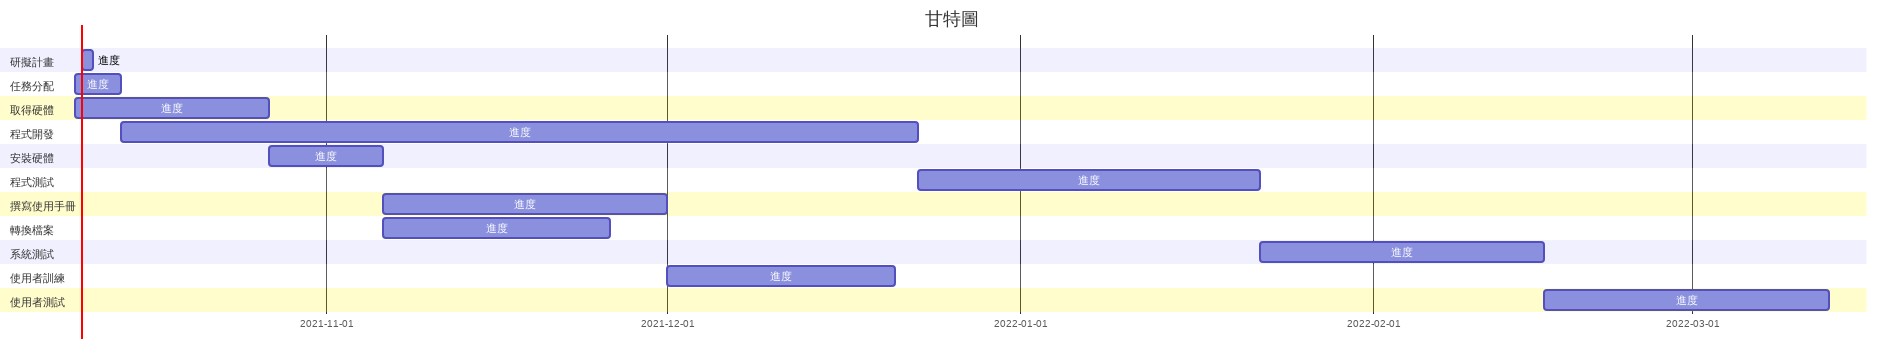 甘特圖
研擬計畫 進度
任務分配 進度
取得硬體 進度
程式開發 進度
安裝硬體 進度
程式測試 進度
撰寫使用手冊 進度
轉換檔案 進度
系統測試 進度
使用者訓練 進度
使用者測試 進度
2021-11-01 2021-12-01 2022-01-01 2022-02-01 2022-03-01